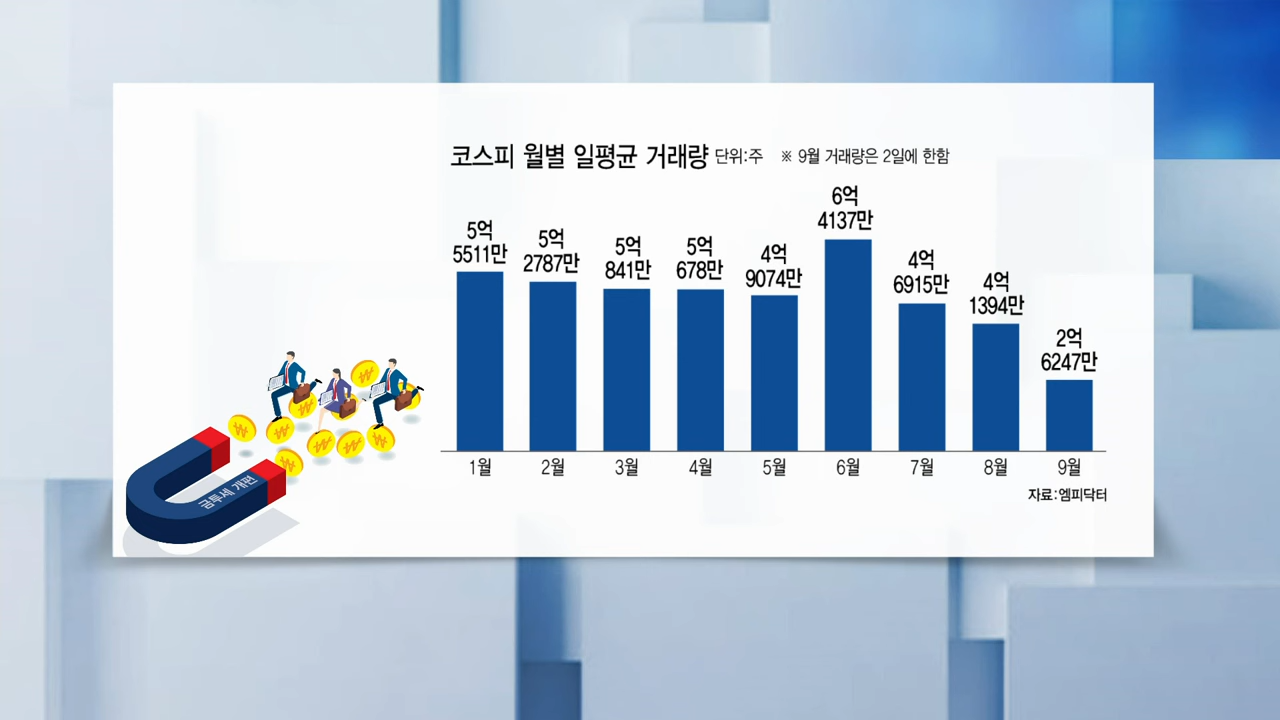 코스피 월별 일평균 거래량 단위:주 ※ 9월 거래량은 2일에 한함
5억
5511만
5억
2787만
5억
841만
5억
678만
4억
9074만
6억
4137만
4억
6915만
4억
1394만
2억
6247만
1월 2월 3월 4월 5월 6월 7월 8월 9월
자료:엠피닥터
금투세 개편